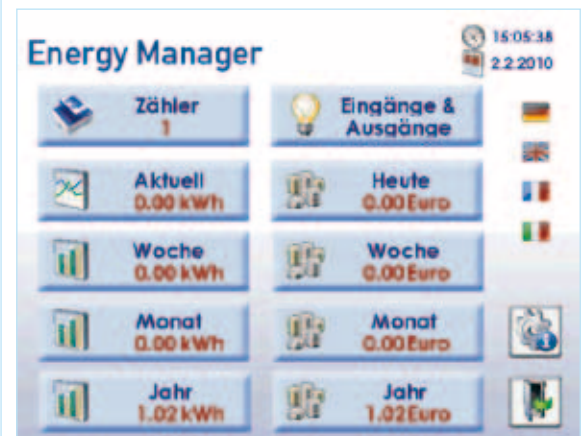 Energy Manager
15:05:38
2.2.2010
Zähler
1
Eingänge &
Ausgänge
Aktuell
0.00 kWh
Heute
0.00 Euro
Woche
0.00 kWh
Woche
0.00 Euro
Monat
0.00 kWh
Monat
0.00 Euro
Jahr
1.02 kWh
Jahr
1.02 Euro